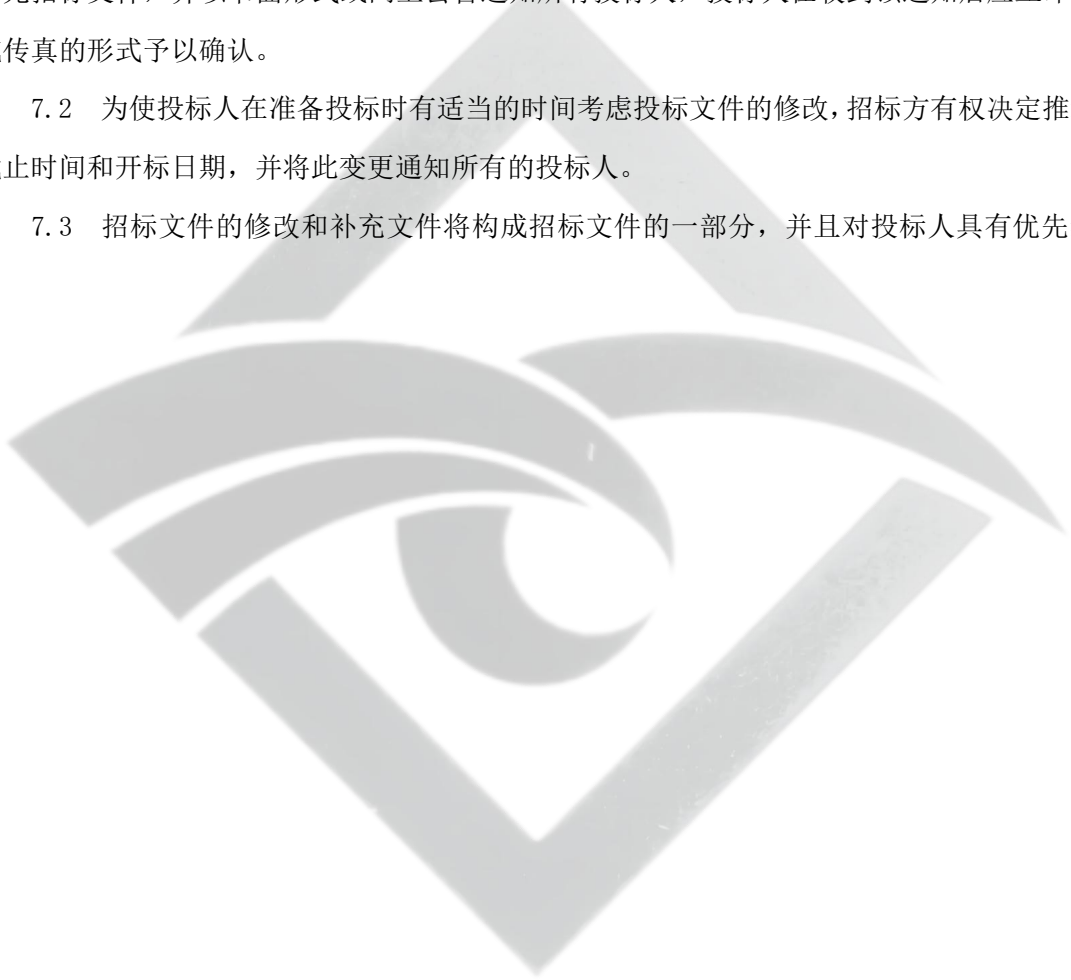 传真的形式予以确认。
7.2 为使投标人在准备投标时有适当的时间考虑投标文件的修改，招标方有权决定推
止时间和开标日期，并将此变更通知所有的投标人。
7.3 招标文件的修改和补充文件将构成招标文件的一部分，并且对投标人具有优先